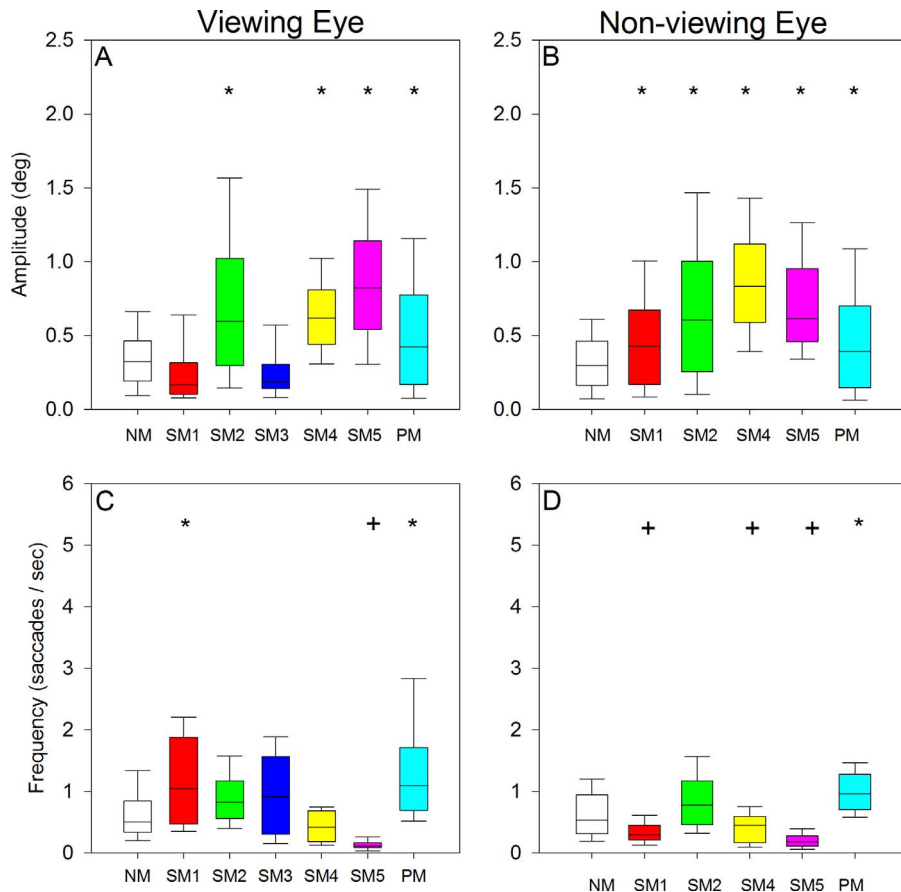 Viewing Eye
Non-viewing Eye
A
2.5
2.0
1.5
1.0
0.5
0.0
Amplitude (deg)
* * * *
NM SM1 SM2 SM3 SM4 SM5 PM
B
2.5
2.0
1.5
1.0
0.5
0.0
* * * * *
NM SM1 SM2 SM4 SM5 PM
C
6
5
4
3
2
1
0
Frequency (saccades / sec)
* + *
NM SM1 SM2 SM3 SM4 SM5 PM
D
6
5
4
3
2
1
0
+ + + *
NM SM1 SM2 SM4 SM5 PM